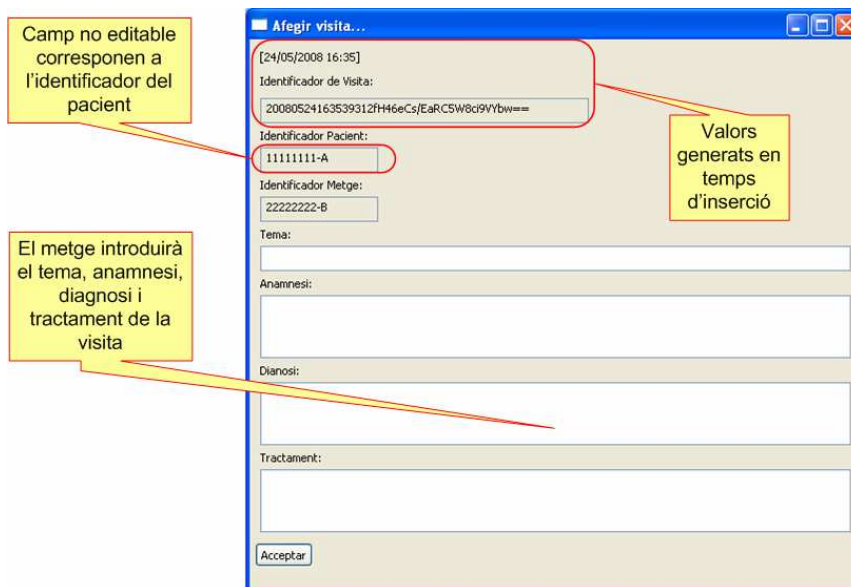 Camp no editable
corresponen a
l'identificador del
pacient
Afegir visita...
[24/05/2008 16:35]
Identificador de Visita:
20080524163539312fH46eCs/EaRC5W8ci9VYbw==
Identificador Pacient:
11111111-A
Identificador Metge:
22222222-B
Valors
generats en
temps
d'inserció
El metge introduirà
el tema, anamnesi,
diagnosi i
tractament de la
visita
Tema:
Anamnesi:
Dianosi:
Tractament:
Acceptar